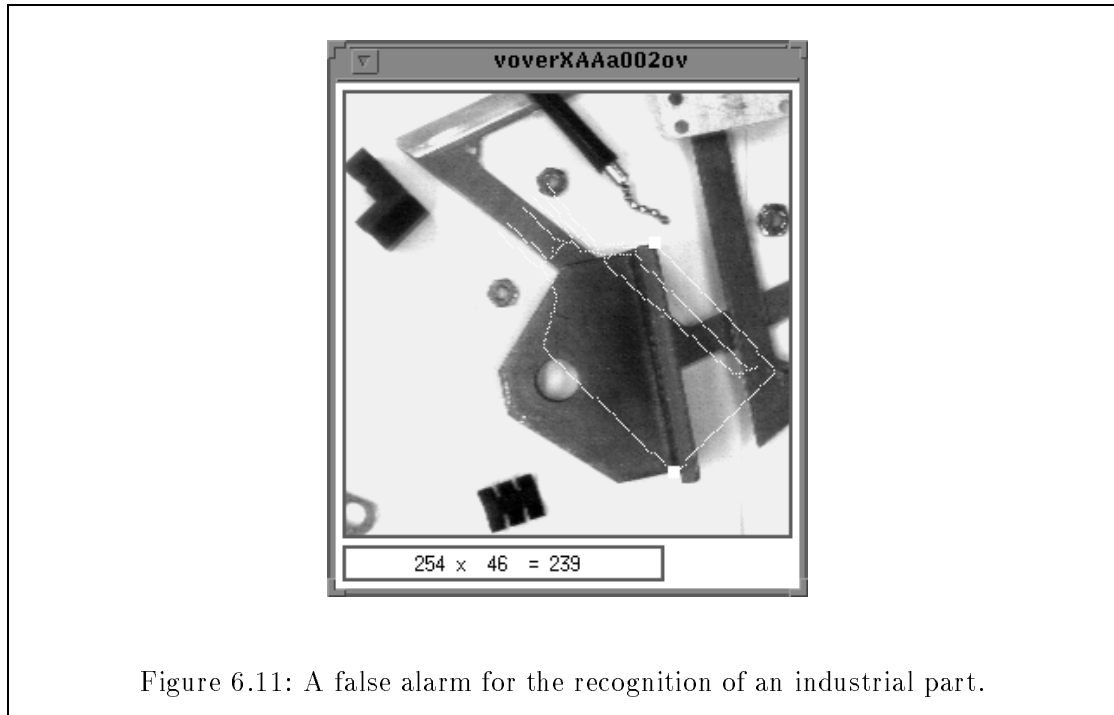 voverXAAa002ov
254 x 46 = 239
Figure 6.11: A false alarm for the recognition of an industrial part.